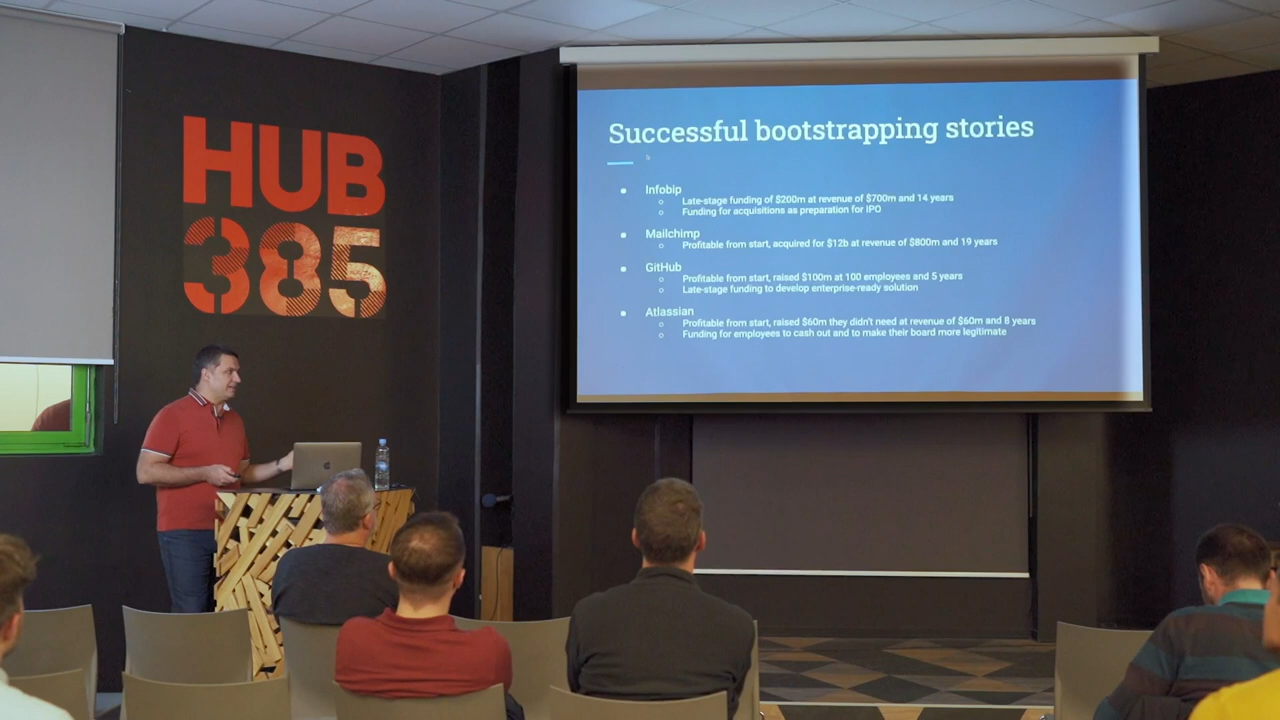 HUB
385
Successful bootstrapping stories
Infobip
Late-stage funding of $200m at revenue of $700m and 14 years
Funding for acquisitions as preparation for IPO
Mailchimp
Profitable from start, acquired for $12b at revenue of $800m and 19 years
GitHub
Profitable from start, raised $100m at 100 employees and 5 years
Late-stage funding to develop enterprise-ready solution
Atlassian
Profitable from start, raised $60m they didn't need at revenue of $60m and 8 years
Funding for employees to cash out and to make their board more legitimate